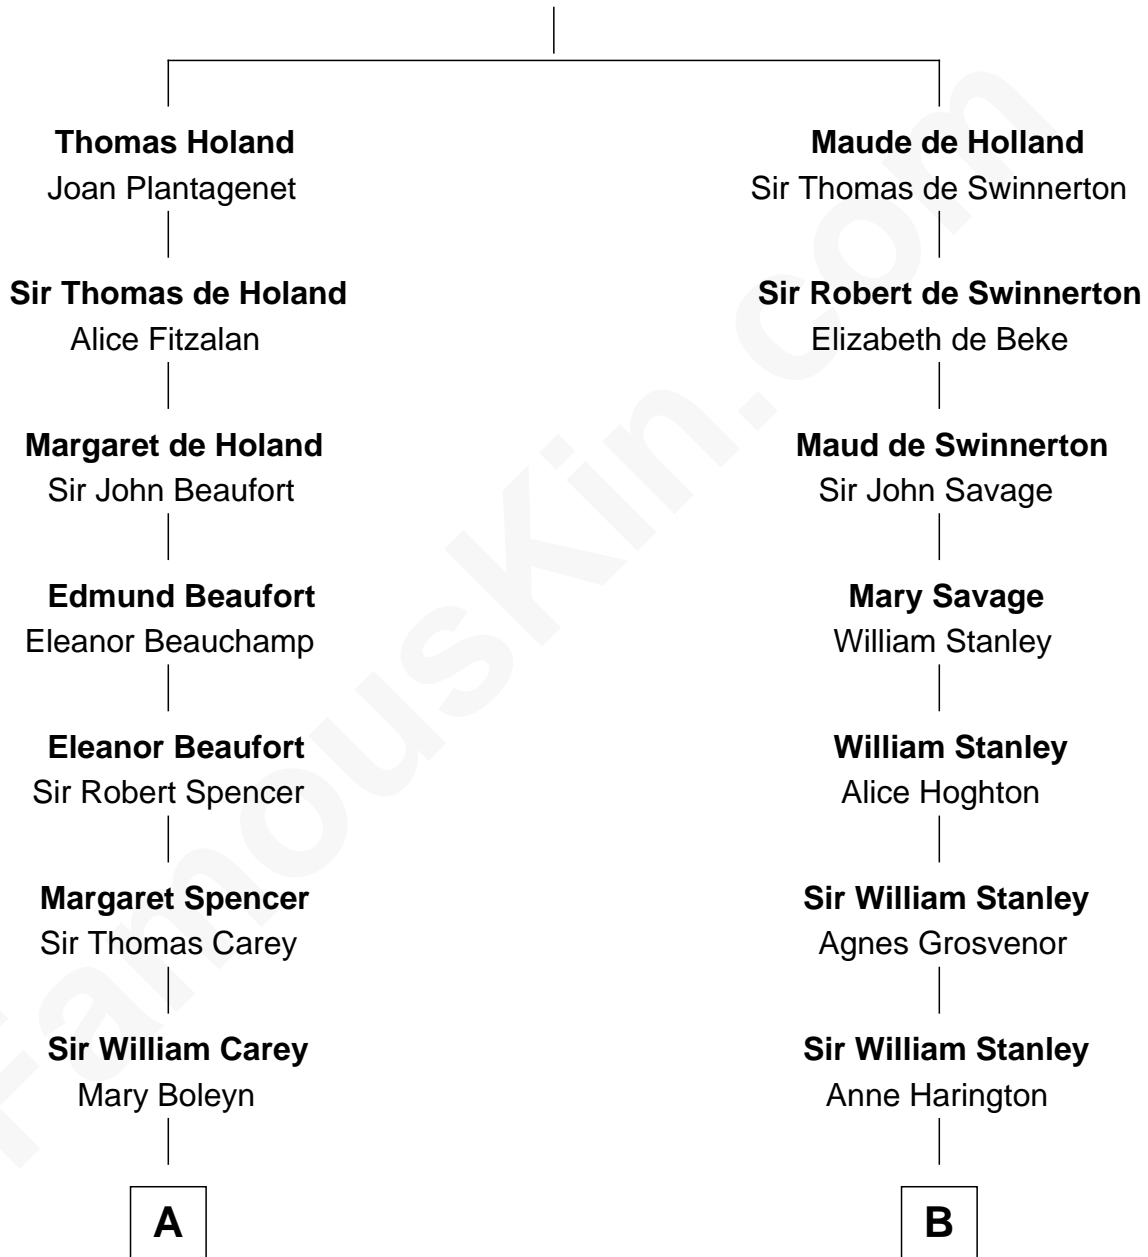 Thomas Holand
Joan Plantagenet
Maude de Holland
Sir Thomas de Swinnerton
Sir Thomas de Holand
Alice Fitzalan
Sir Robert de Swinnerton
Elizabeth de Beke
Margaret de Holand
Sir John Beaufort
Maud de Swinnerton
Sir John Savage
Edmund Beaufort
Eleanor Beauchamp
Mary Savage
William Stanley
Eleanor Beaufort
Sir Robert Spencer
William Stanley
Alice Hoghton
Margaret Spencer
Sir Thomas Carey
Sir William Stanley
Agnes Grosvenor
Sir William Carey
Mary Boleyn
Sir William Stanley
Anne Harington
A
B
FamousKin.com